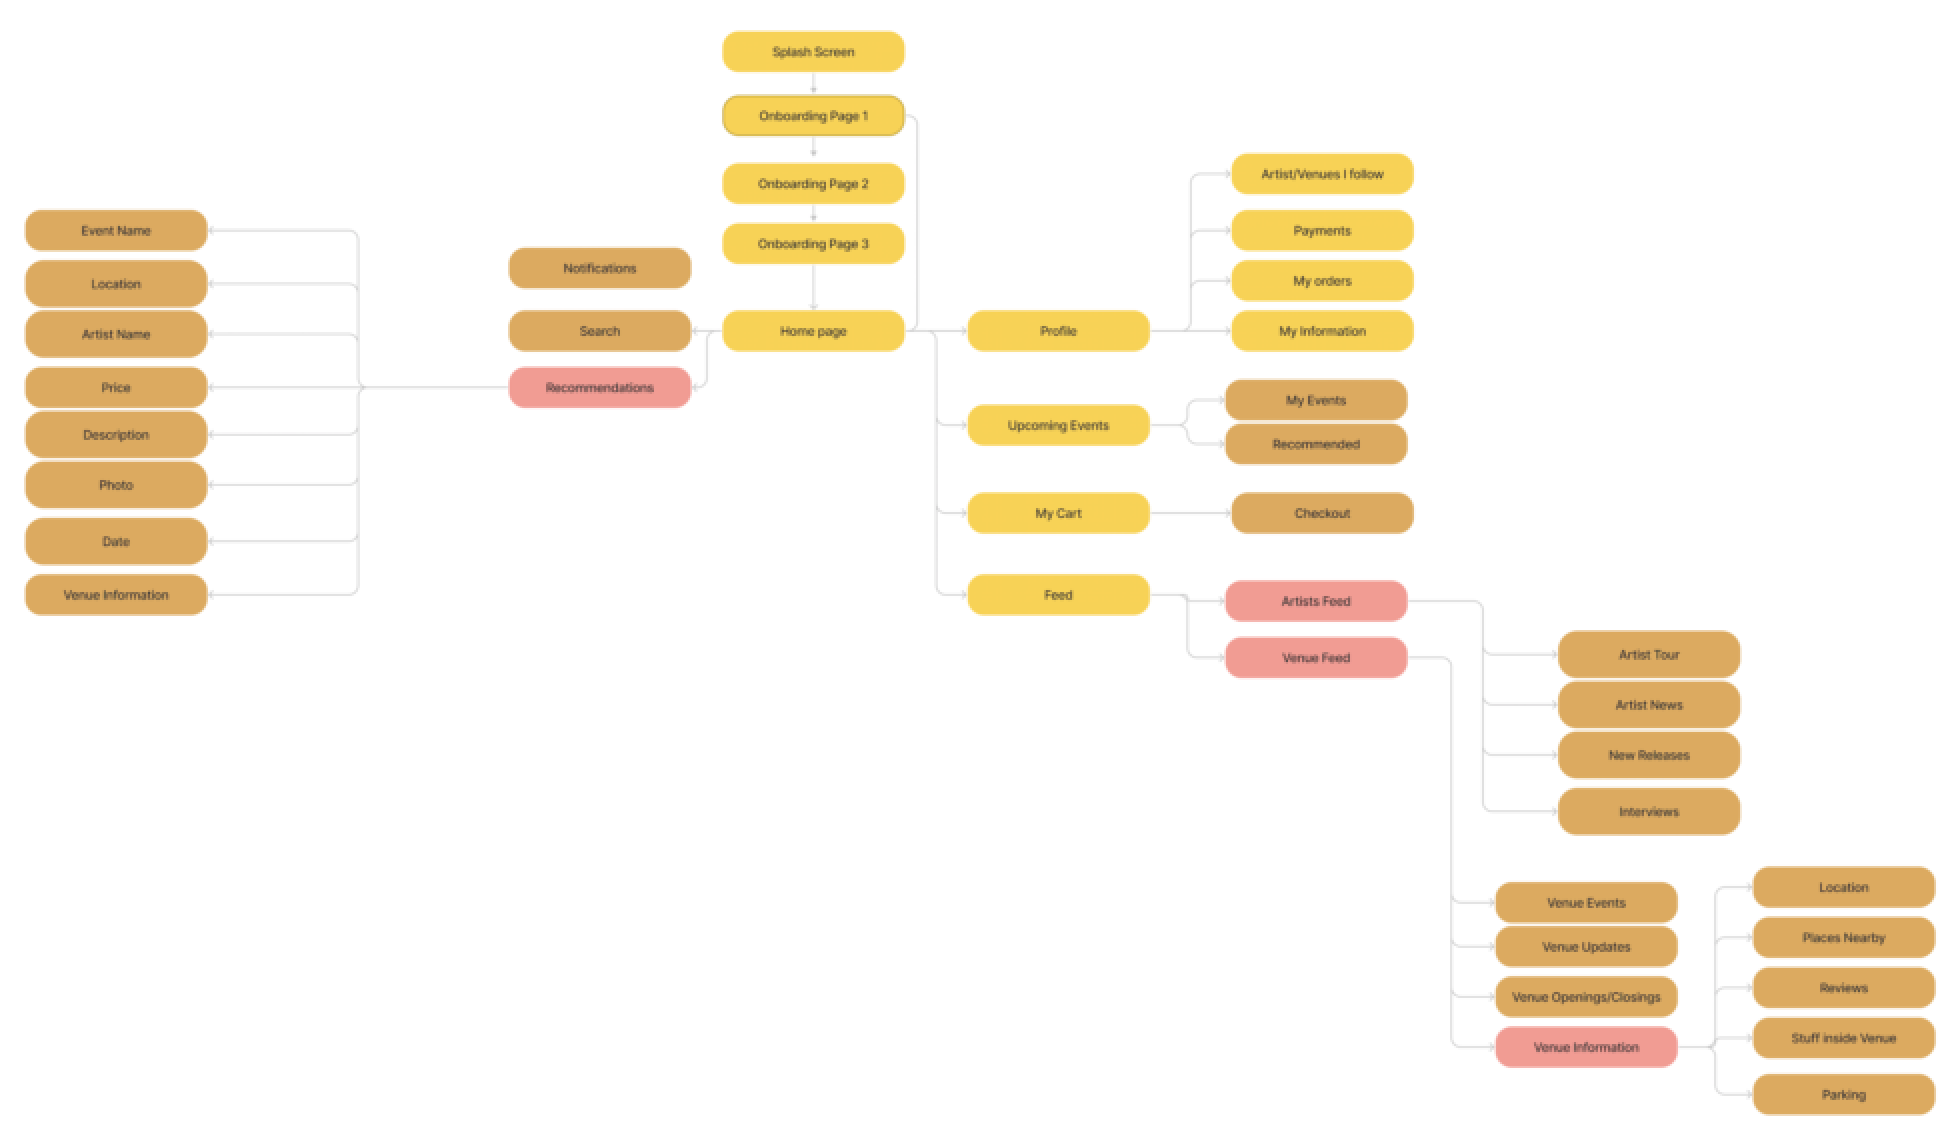 Splash Screen
Onboarding Page 1
Onboarding Page 2
Onboarding Page 3
Home page
Notifications
Search
Recommendations
Event Name
Location
Artist Name
Price
Description
Photo
Date
Venue Information
Profile
Artist/Venues I follow
Payments
My orders
My Information
Upcoming Events
My Events
Recommended
My Cart
Checkout
Feed
Artists Feed
Venue Feed
Artist Tour
Artist News
New Releases
Interviews
Venue Events
Venue Updates
Venue Openings/Closings
Venue Information
Location
Places Nearby
Reviews
Stuff inside Venue
Parking